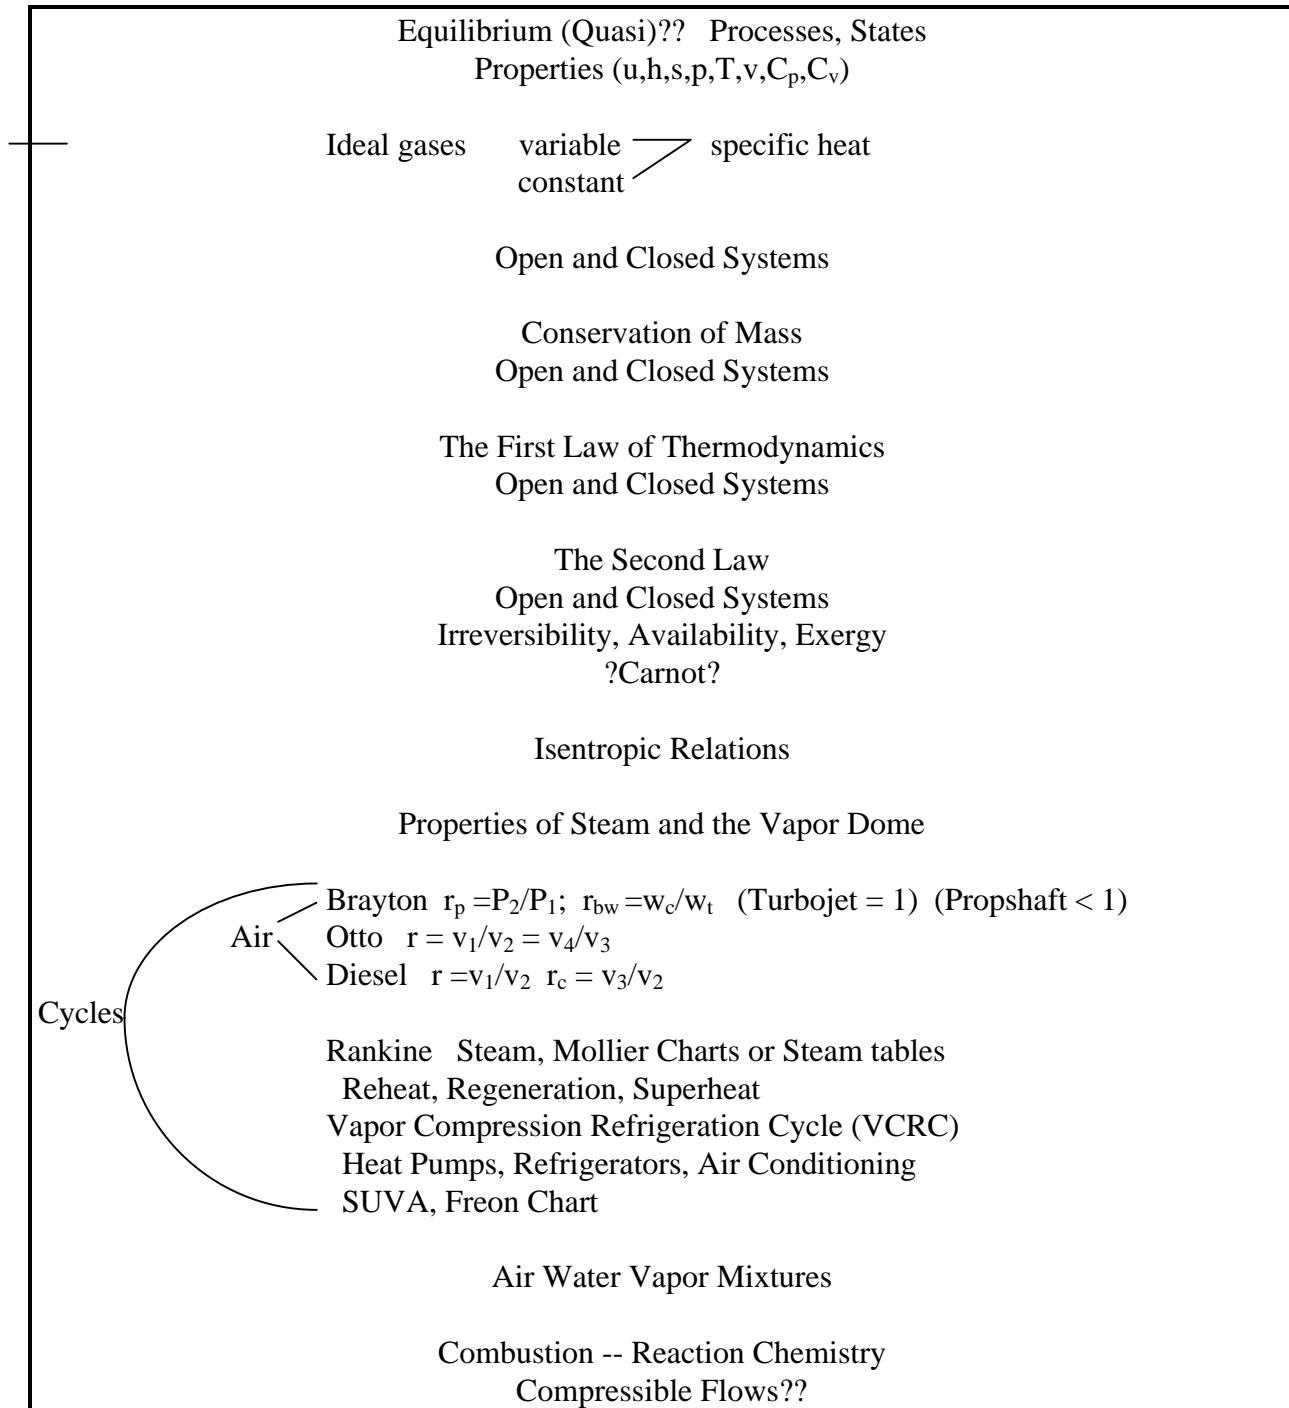 Equilibrium (Quasi)?? Processes, States
Properties (u,h,s,p,T,v,Cp,Cv)
Ideal gases variable specific heat
constant
Open and Closed Systems
Conservation of Mass
Open and Closed Systems
The First Law of Thermodynamics
Open and Closed Systems
The Second Law
Open and Closed Systems
Irreversibility, Availability, Exergy
?Carnot?
Isentropic Relations
Properties of Steam and the Vapor Dome
Brayton rp =P2/P1; rbw =wc/wt (Turbojet = 1) (Propshaft < 1)
Air Otto r = v1/v2 = v4/v3
Diesel r =v1/v2 rc = v3/v2
Cycles
Rankine Steam, Mollier Charts or Steam tables
Reheat, Regeneration, Superheat
Vapor Compression Refrigeration Cycle (VCRC)
Heat Pumps, Refrigerators, Air Conditioning
SUVA, Freon Chart
Air Water Vapor Mixtures
Combustion -- Reaction Chemistry
Compressible Flows??